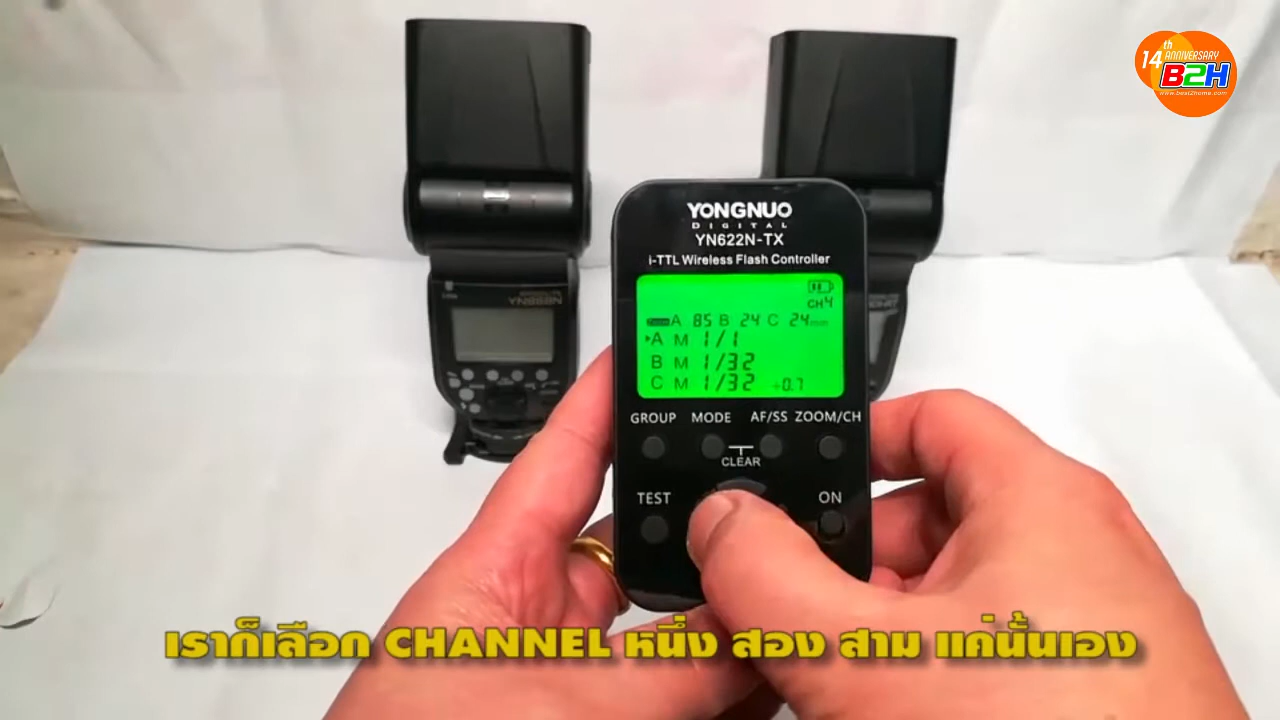 14th ANNIVERSARY
B2H
www.best2home.com
YONGNUO
DIGITAL
YN622N-TX
i-TTL Wireless Flash Controller
CH4
Zoom A 85 B 24 C 24mm
A M 1/1
B M 1/32
C M 1/32 +0.7
GROUP MODE AF/SS ZOOM/CH
CLEAR
TEST ON
เราก็เลือก CHANNEL หนึ่ง สอง สาม แค่นั้นเอง